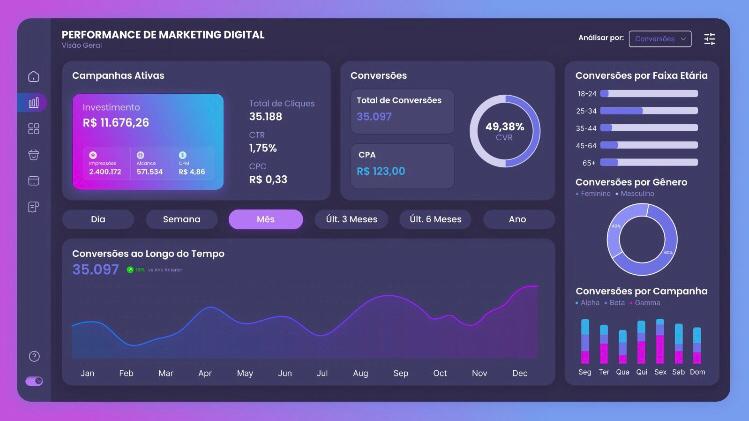 PERFORMANCE DE MARKETING DIGITAL
Visão Geral
Análisar por:
Conversões
Campanhas Ativas
Investimento
R$ 11.676,26
Impressões
2.400.172
Alcance
571.534
CPM
R$ 4,86
Total de Cliques
35.188
CTR
1,75%
CPC
R$ 0,33
Conversões
Total de Conversões
35.097
CPA
R$ 123,00
49,38%
CVR
Dia
Semana
Mês
Últ. 3 Meses
Últ. 6 Meses
Ano
Conversões ao Longo do Tempo
35.097
vs Ano Anterior
Jan
Feb
Mar
Apr
May
Jun
Jul
Aug
Sep
Oct
Nov
Dec
Conversões por Faixa Etária
18-24
25-34
35-44
45-64
65+
Conversões por Gênero
Feminino
Masculino
Conversões por Campanha
Alpha
Beta
Gamma
Seg
Ter
Qua
Qui
Sex
Sab
Dom